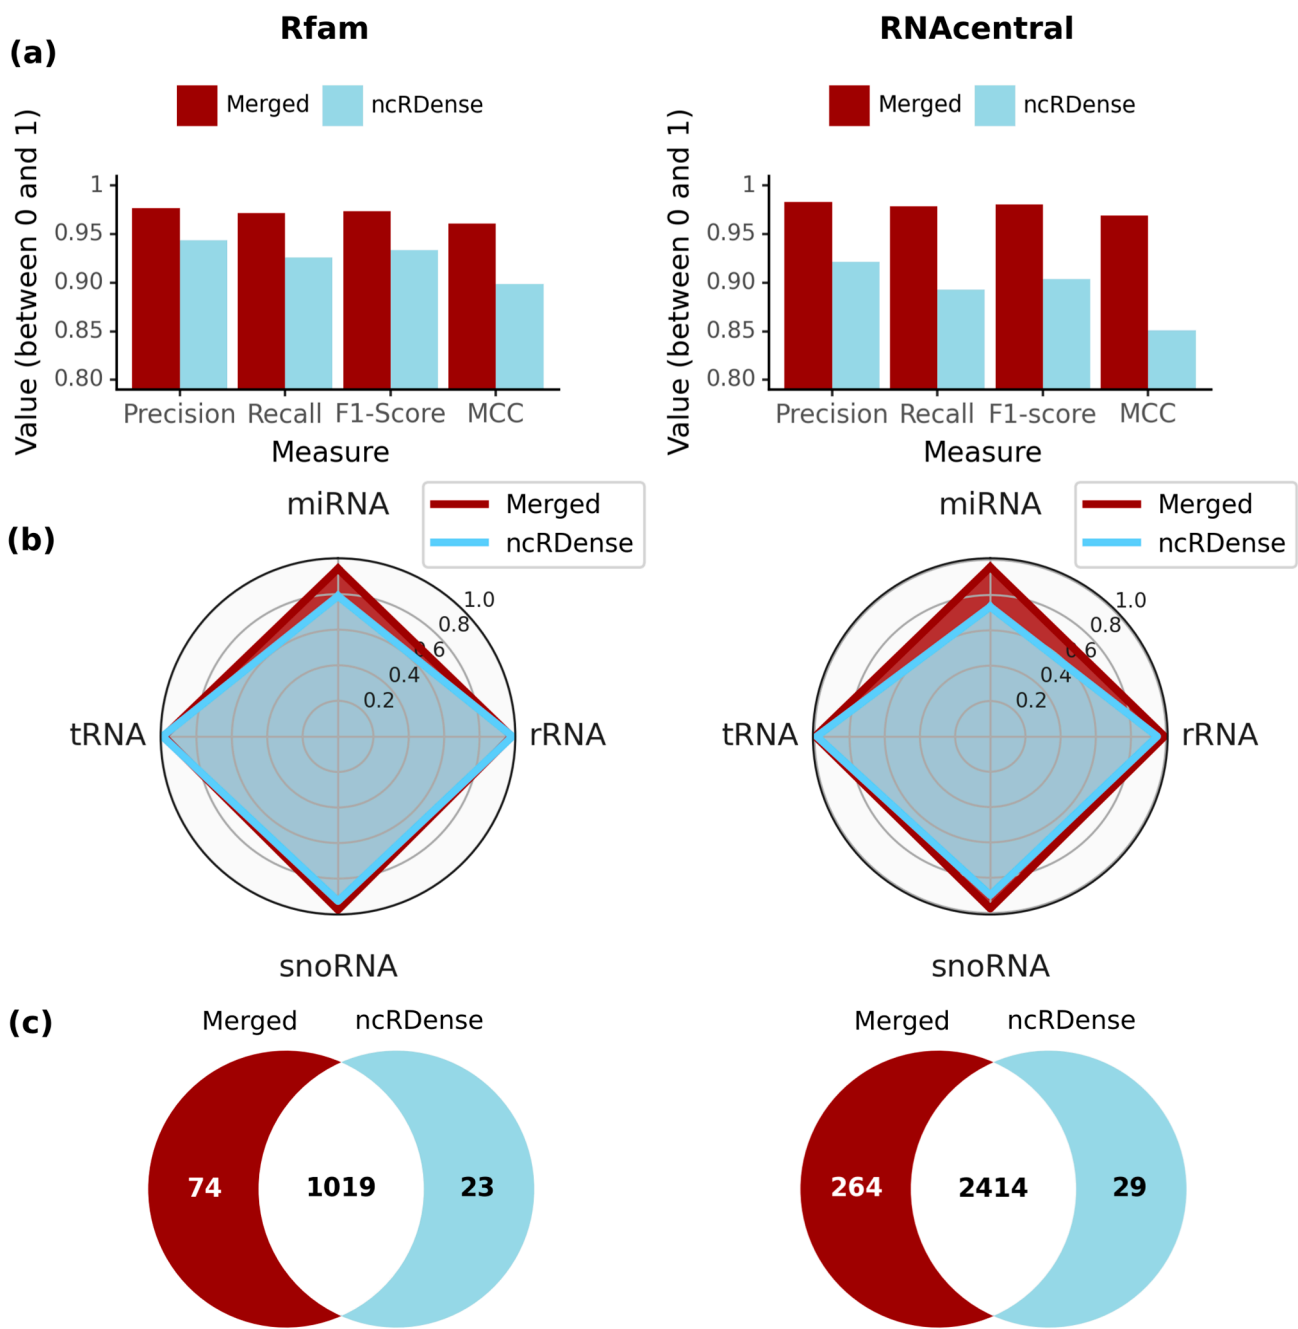 Rfam
RNAcentral
(a)
Merged
ncRDense
Merged
ncRDense
Value (between 0 and 1)
1
0.95
0.90
0.85
0.80
Precision
Recall
F1-Score
MCC
Measure
Value (between 0 and 1)
1
0.95
0.90
0.85
0.80
Precision
Recall
F1-score
MCC
Measure
(b)
miRNA
Merged
ncRDense
1.0
0.8
0.6
0.4
0.2
tRNA
rRNA
snoRNA
miRNA
Merged
ncRDense
1.0
0.8
0.6
0.4
0.2
tRNA
rRNA
snoRNA
(c)
Merged
ncRDense
74
1019
23
Merged
ncRDense
264
2414
29